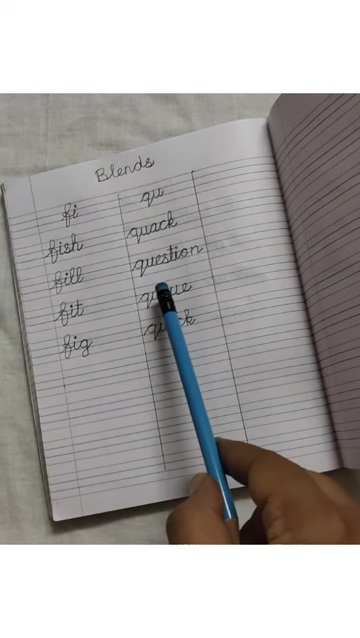 Blends
fi qu
fish quack
fill question
fit
fig